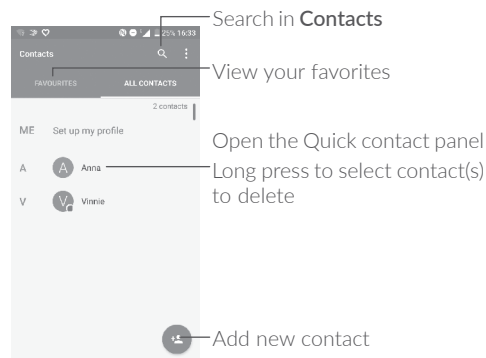 Search in Contacts
25% 16:33
Contacts
View your favorites
FAVOURITES ALL CONTACTS
2 contacts
ME Set up my profile
Open the Quick contact panel
A A Anna
Long press to select contact(s)
to delete
V V Vinnie
Add new contact